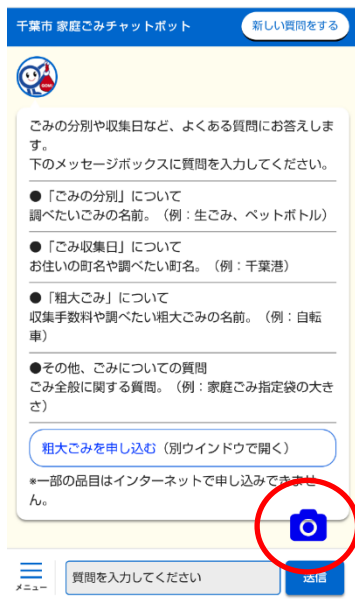 千葉市 家庭ごみチャットボット
新しい質問をする
ごみの分別や収集日など、よくある質問にお答えしま
す。
下のメッセージボックスに質問を入力してください。
●「ごみの分別」について
調べたいごみの名前。（例：生ごみ、ペットボトル）
●「ごみ収集日」について
お住いの町名や調べたい町名。（例：千葉港）
●「粗大ごみ」について
収集手数料や調べたい粗大ごみの名前。（例：自転
車）
●その他、ごみについての質問
ごみ全般に関する質問。（例：家庭ごみ指定袋の大き
さ）
粗大ごみを申し込む（別ウインドウで開く）
※一部の品目はインターネットで申し込みできませ
ん。
メニュー
質問を入力してください
送信